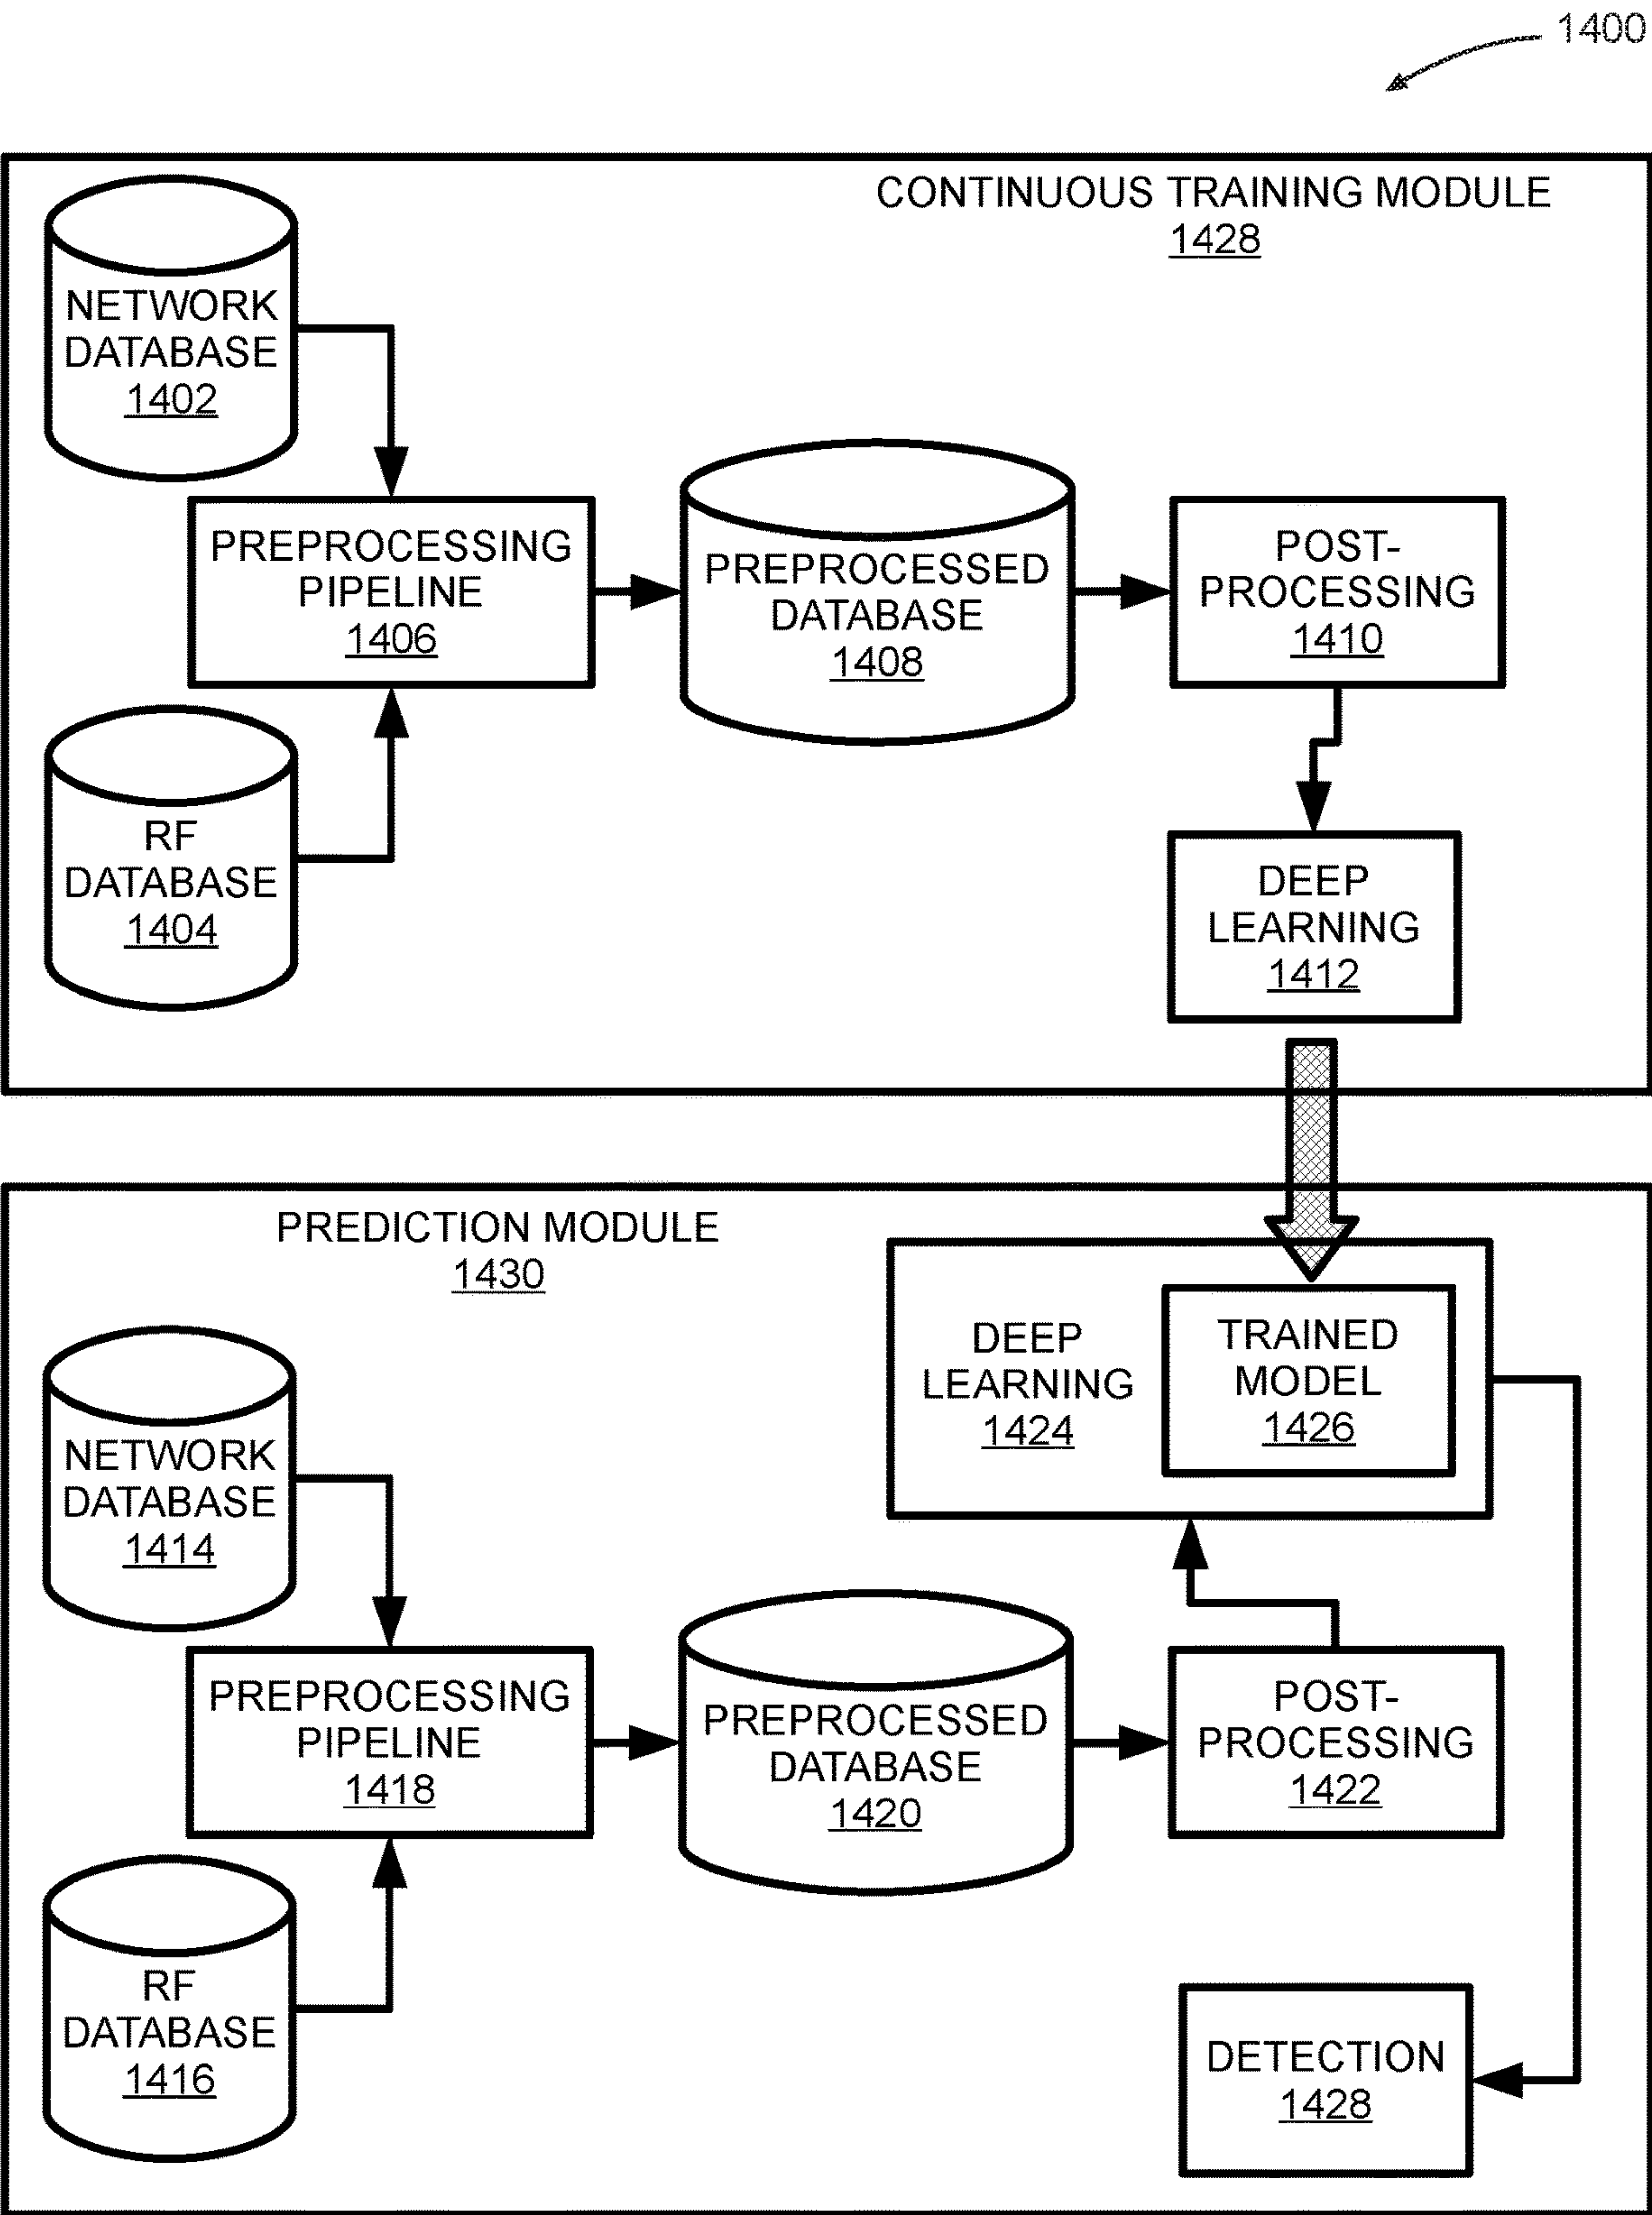 1400
CONTINUOUS TRAINING MODULE
1428
NETWORK
DATABASE
1402
PREPROCESSING
PIPELINE
1406
PREPROCESSED
DATABASE
1408
POST-
PROCESSING
1410
RF
DATABASE
1404
DEEP
LEARNING
1412
PREDICTION MODULE
1430
DEEP
LEARNING
1424
TRAINED
MODEL
1426
NETWORK
DATABASE
1414
PREPROCESSING
PIPELINE
1418
PREPROCESSED
DATABASE
1420
POST-
PROCESSING
1422
RF
DATABASE
1416
DETECTION
1428